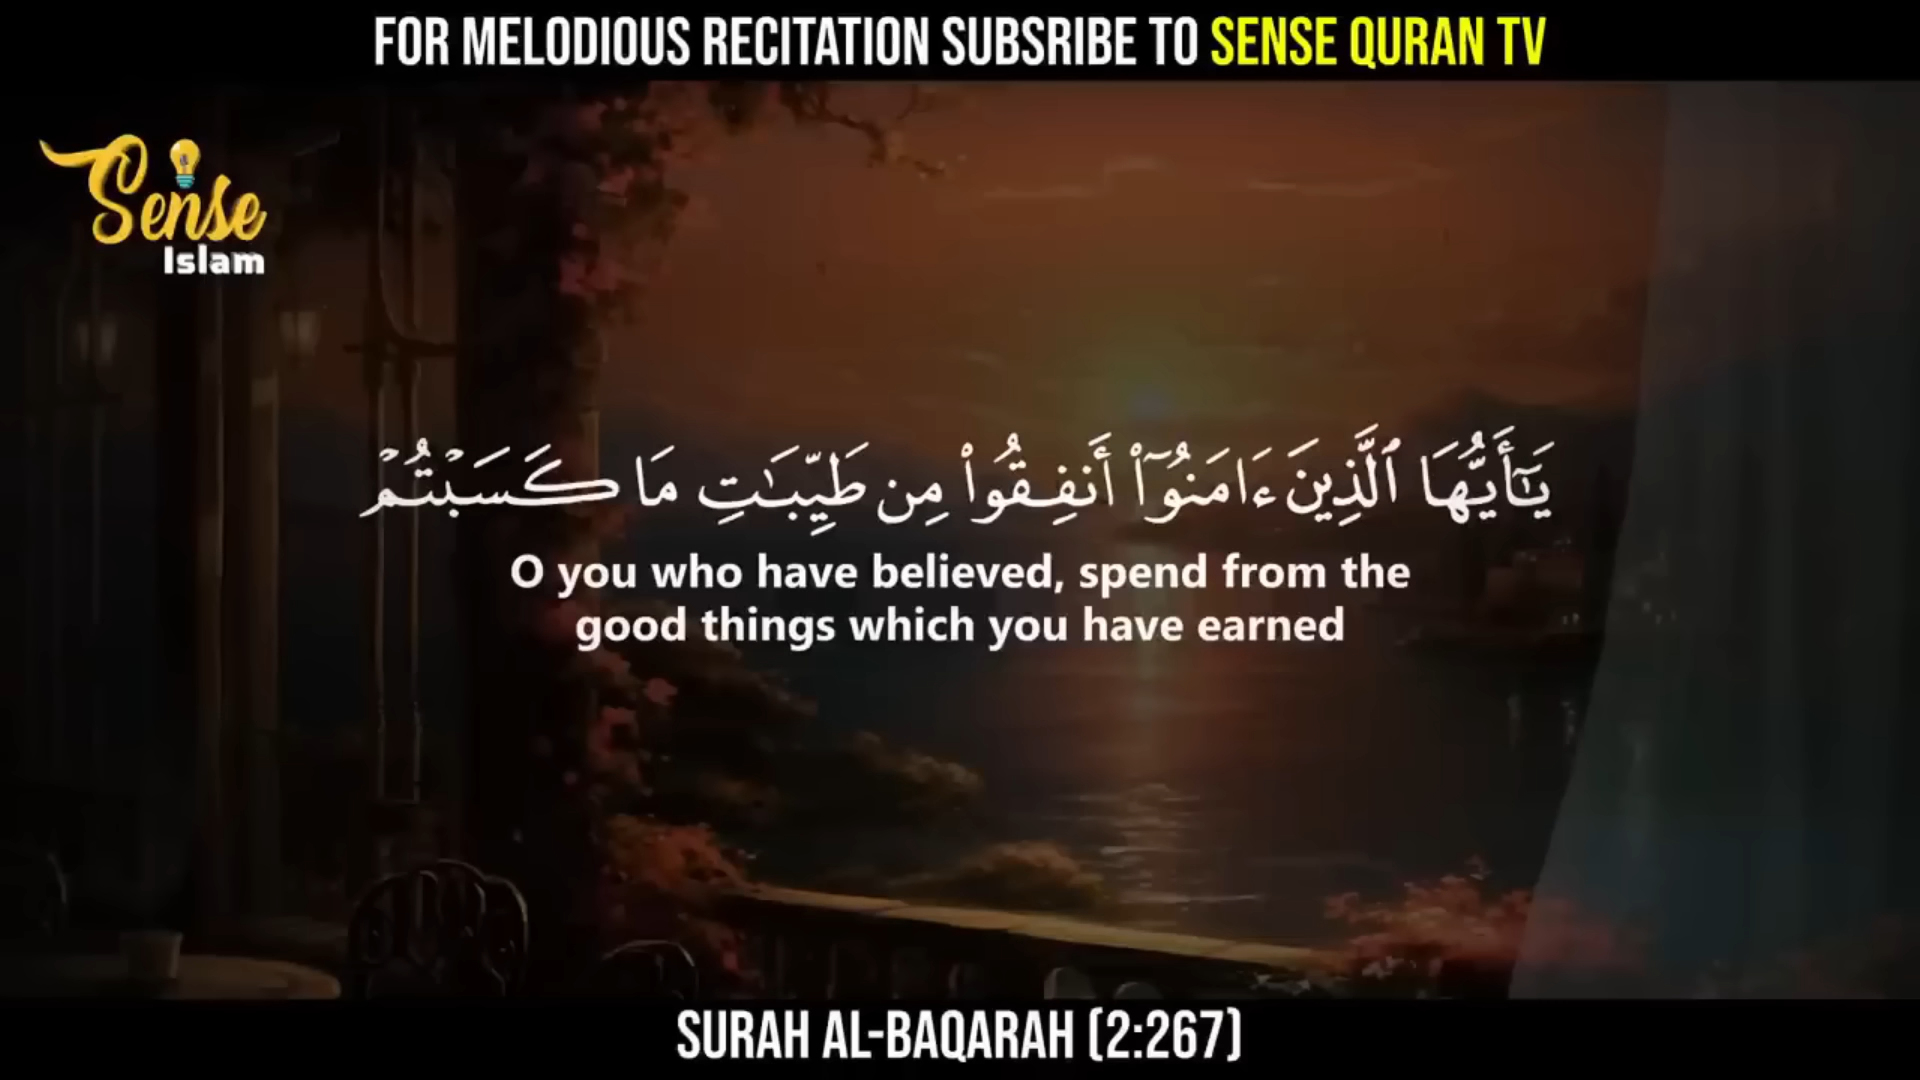 FOR MELODIOUS RECITATION SUBSRIBE TO SENSE QURAN TV
Sense
Islam
يَـٰٓأَيُّهَا ٱلَّذِينَ ءَامَنُوٓا۟ أَنفِقُوا۟ مِن طَيِّبَـٰتِ مَا كَسَبْتُمْ
O you who have believed, spend from the
good things which you have earned
SURAH AL-BAQARAH (2:267)